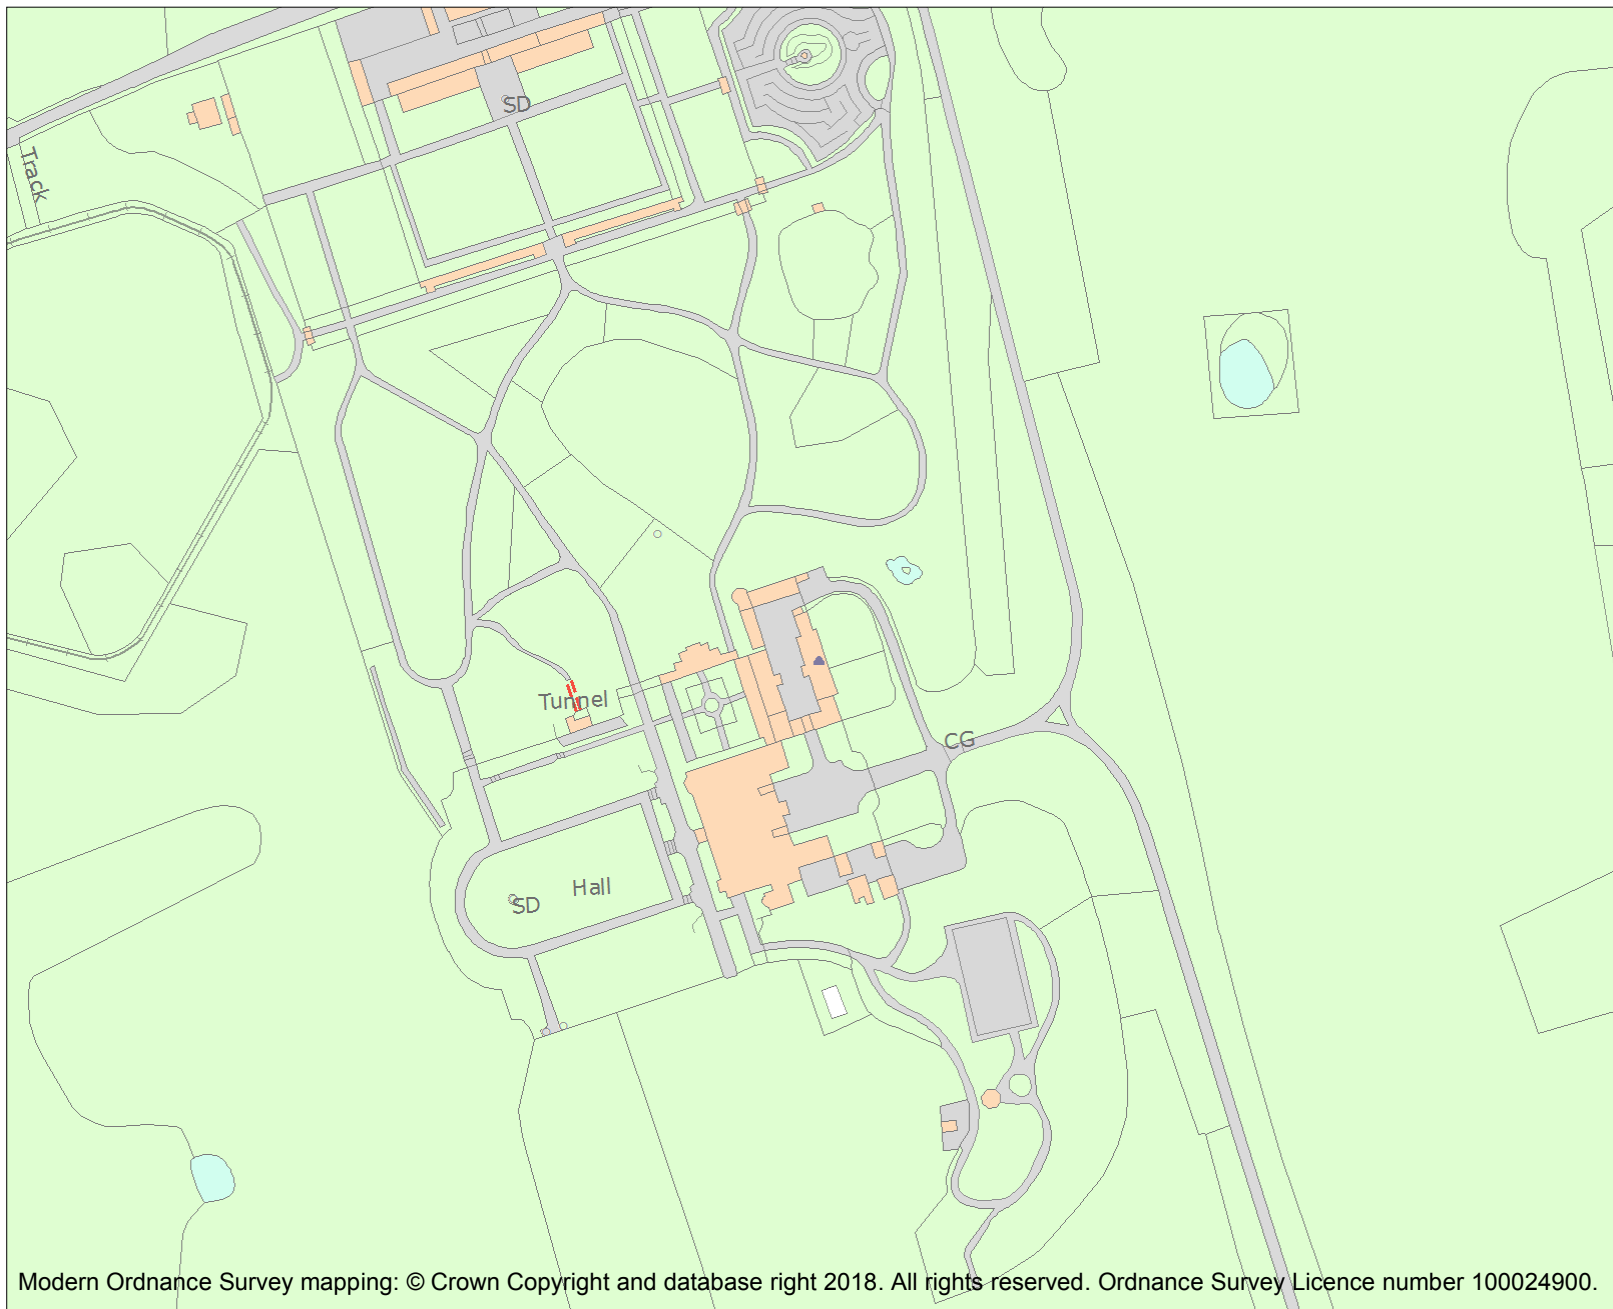 SD
Track
Tunnel
CG
Hall
SD
Modern Ordnance Survey mapping: © Crown Copyright and database right 2018. All rights reserved. Ordnance Survey Licence number 100024900.